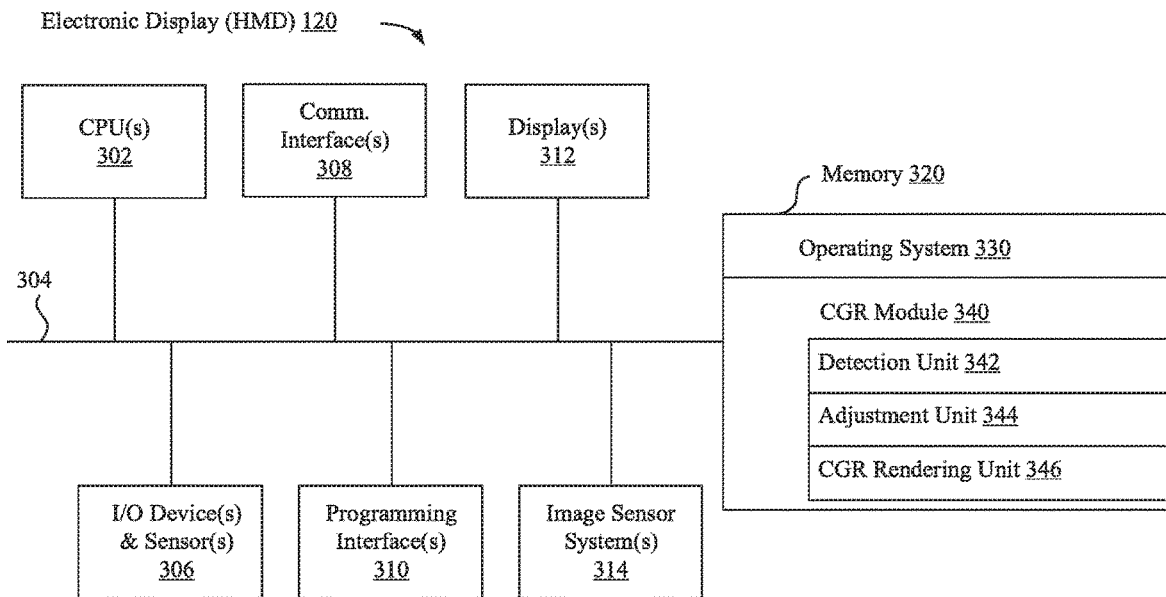 Electronic Display (HMD) 120
CPU(s)
302
Comm.
Interface(s)
308
Display(s)
312
Memory 320
Operating System 330
304
CGR Module 340
Detection Unit 342
Adjustment Unit 344
CGR Rendering Unit 346
I/O Device(s)
& Sensor(s)
306
Programming
Interface(s)
310
Image Sensor
System(s)
314